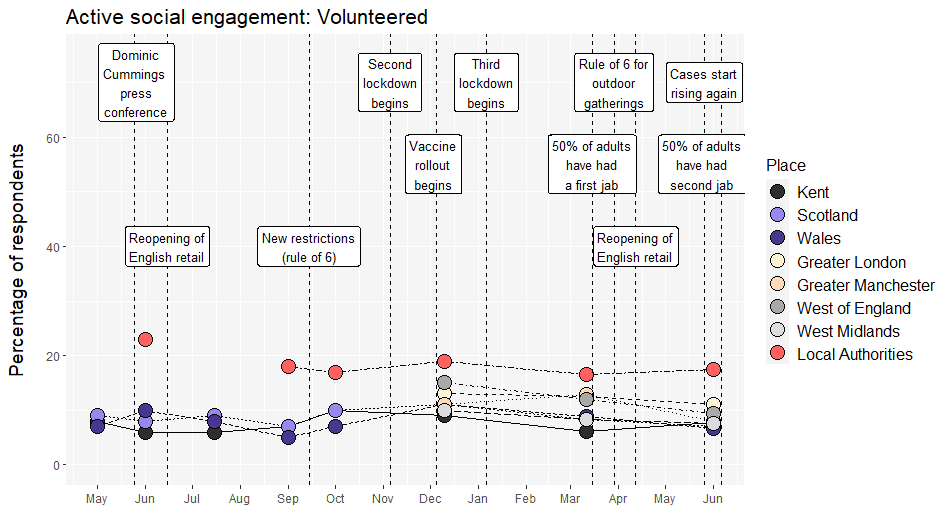 Active social engagement: Volunteered
Percentage of respondents
60
40
20
0
Dominic
Cummings
press
conference
Second
lockdown
begins
Third
lockdown
begins
Rule of 6 for
outdoor
gatherings
Cases start
rising again
Vaccine
rollout
begins
50% of adults
have had
a first jab
50% of adults
have had
second jab
Reopening of
English retail
New restrictions
(rule of 6)
Reopening of
English retail
May Jun Jul Aug Sep Oct Nov Dec Jan Feb Mar Apr May Jun
Place
Kent
Scotland
Wales
Greater London
Greater Manchester
West of England
West Midlands
Local Authorities